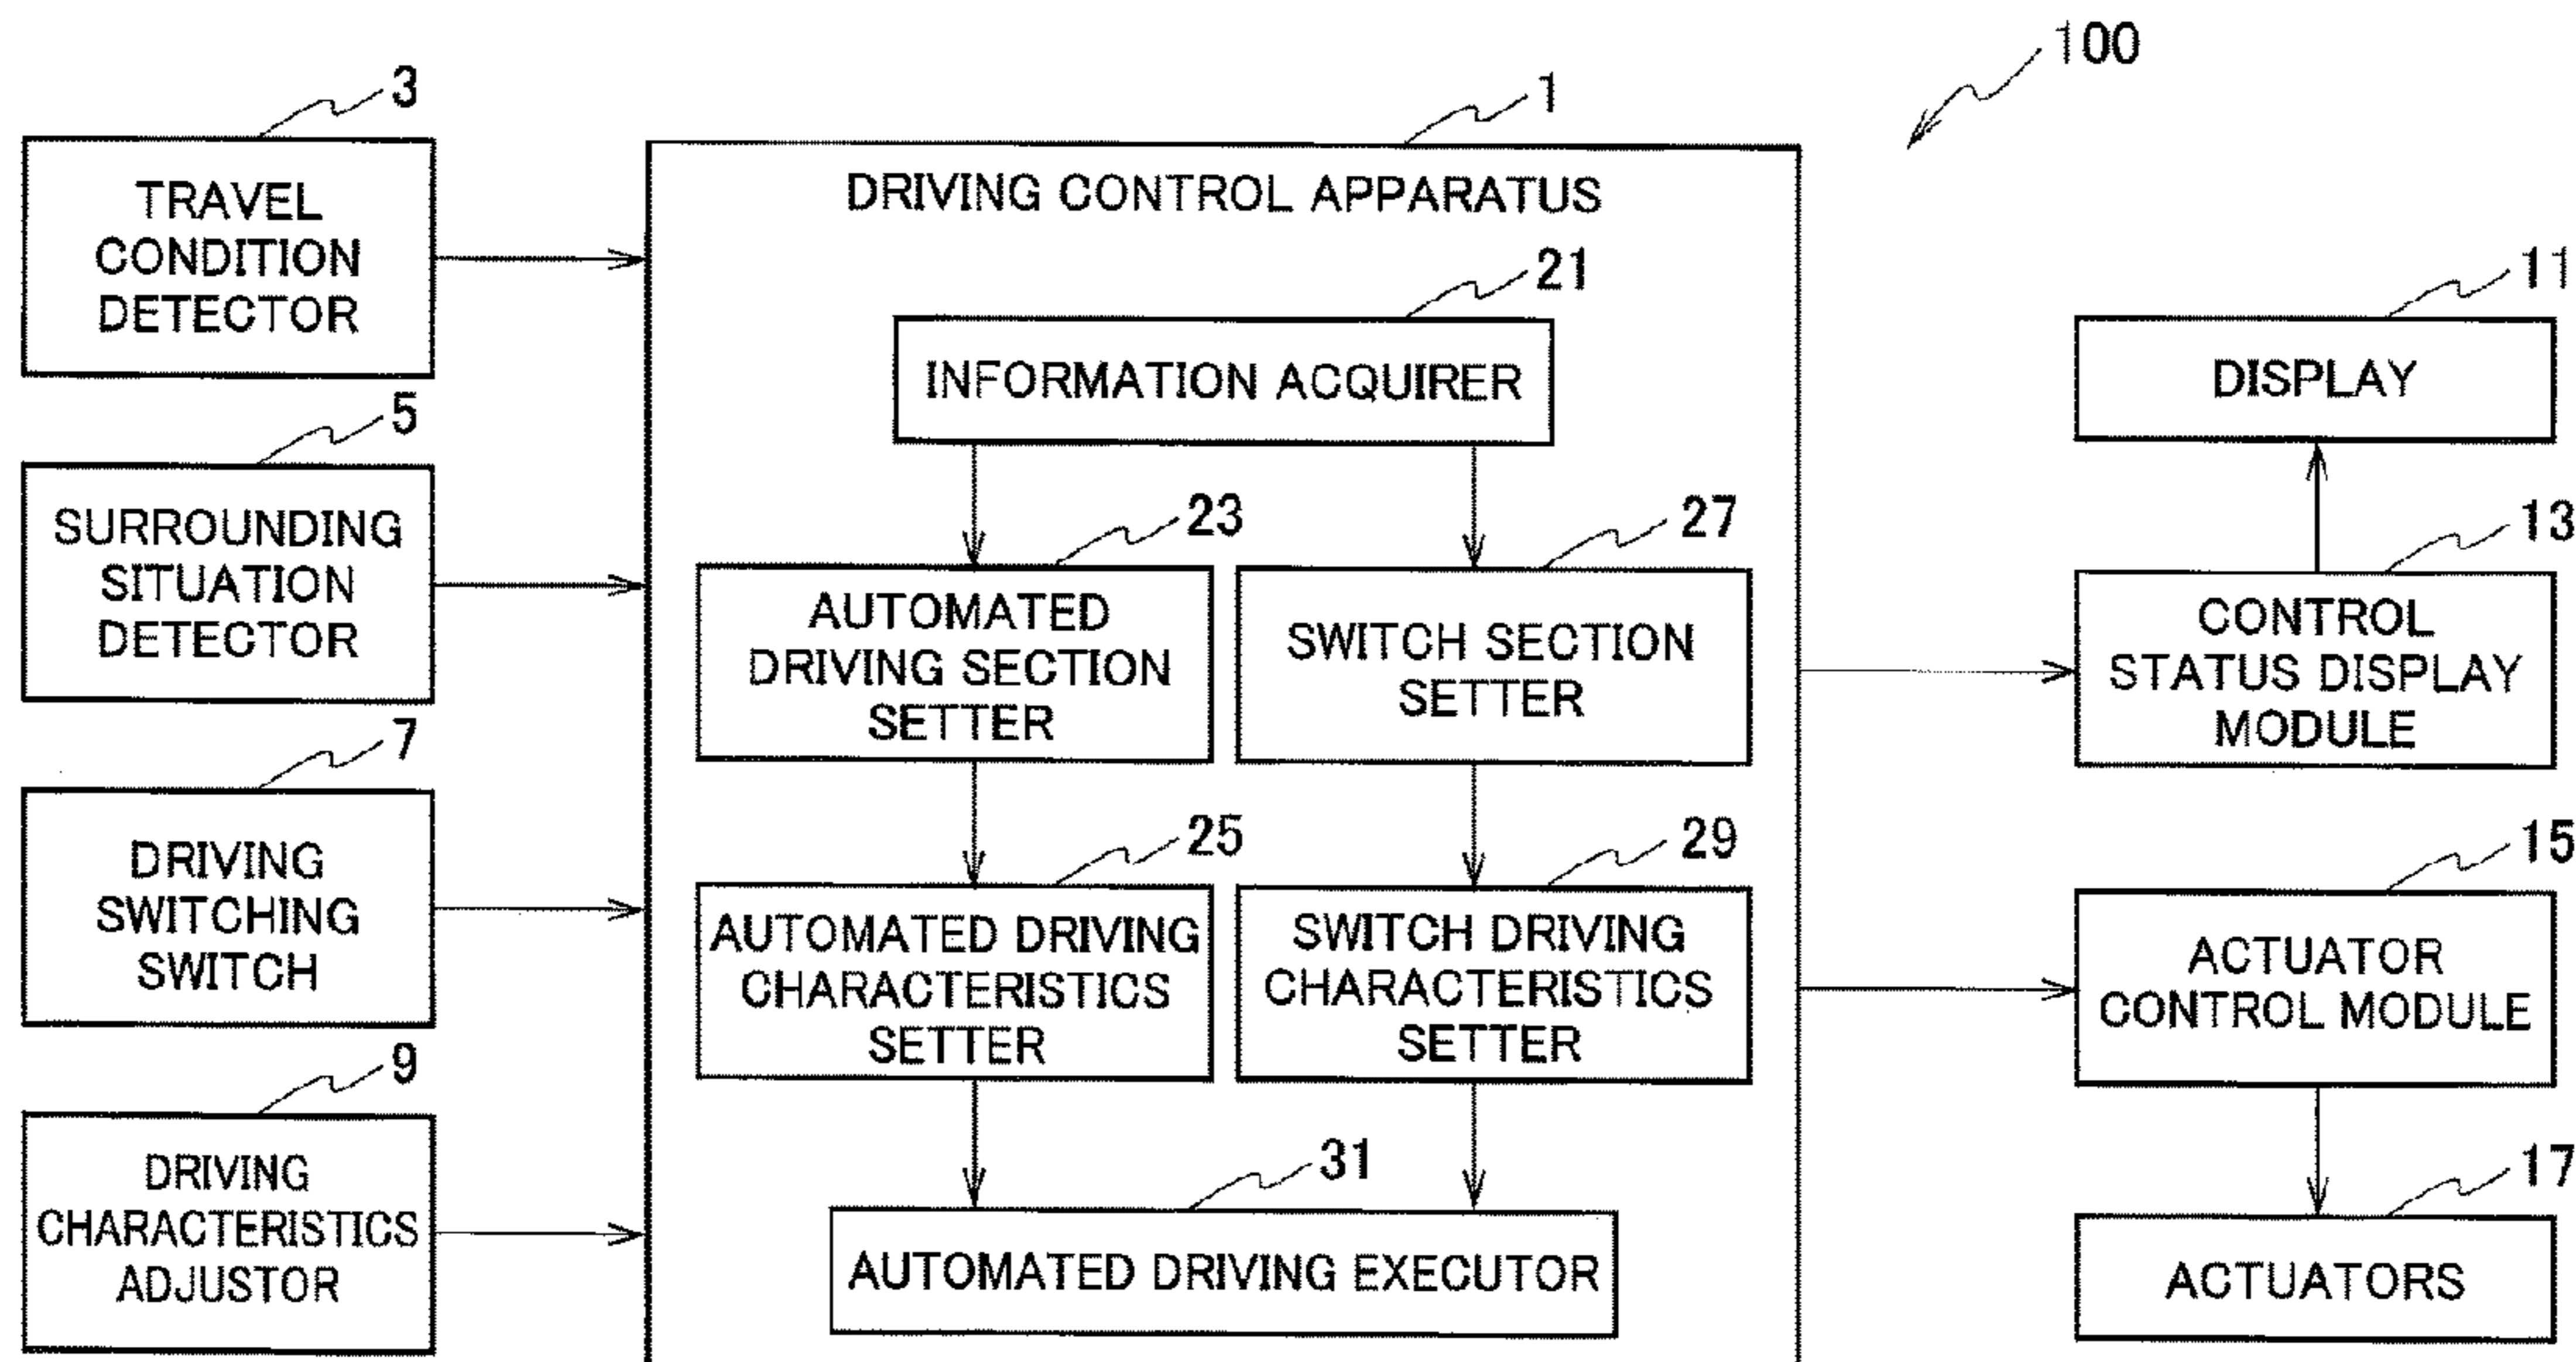 100
3
TRAVEL
CONDITION
DETECTOR
5
SURROUNDING
SITUATION
DETECTOR
7
DRIVING
SWITCHING
SWITCH
9
DRIVING
CHARACTERISTICS
ADJUSTOR
1
DRIVING CONTROL APPARATUS
21
INFORMATION ACQUIRER
23
AUTOMATED
DRIVING SECTION
SETTER
27
SWITCH SECTION
SETTER
25
AUTOMATED DRIVING
CHARACTERISTICS
SETTER
29
SWITCH DRIVING
CHARACTERISTICS
SETTER
31
AUTOMATED DRIVING EXECUTOR
11
DISPLAY
13
CONTROL
STATUS DISPLAY
MODULE
15
ACTUATOR
CONTROL MODULE
17
ACTUATORS